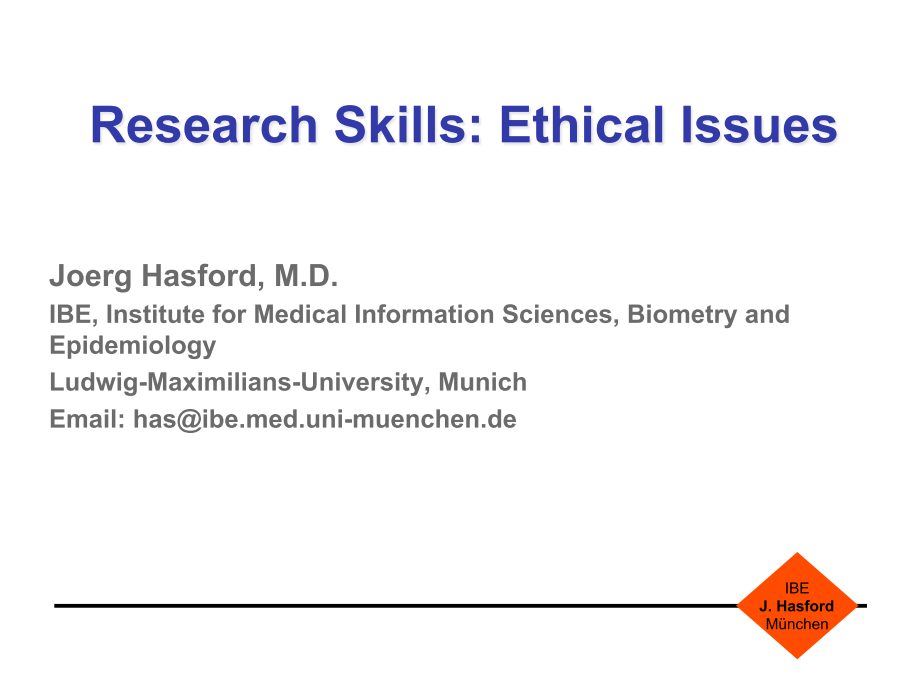 Research Skills: Ethical Issues
Joerg Hasford, M.D.
IBE, Institute for Medical Information Sciences, Biometry and
Epidemiology
Ludwig-Maximilians-University, Munich
Email: has@ibe.med.uni-muenchen.de
IBE
J. Hasford
München